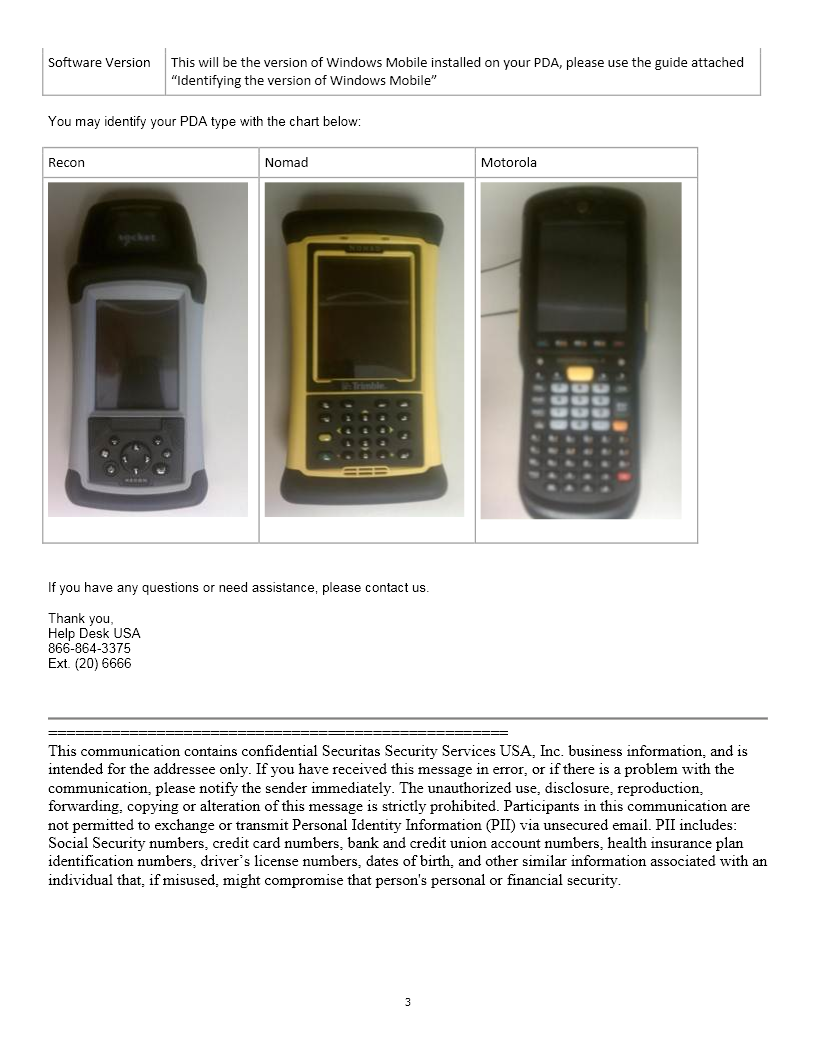 Software Version
This will be the version of Windows Mobile installed on your PDA, please use the guide attached
“Identifying the version of Windows Mobile”
You may identify your PDA type with the chart below:
Recon
Nomad
Motorola
socket
RECON
NOMAD
Trimble.
If you have any questions or need assistance, please contact us.
Thank you,
Help Desk USA
866-864-3375
Ext. (20) 6666
===================================================
This communication contains confidential Securitas Security Services USA, Inc. business information, and is
intended for the addressee only. If you have received this message in error, or if there is a problem with the
communication, please notify the sender immediately. The unauthorized use, disclosure, reproduction,
forwarding, copying or alteration of this message is strictly prohibited. Participants in this communication are
not permitted to exchange or transmit Personal Identity Information (PII) via unsecured email. PII includes:
Social Security numbers, credit card numbers, bank and credit union account numbers, health insurance plan
identification numbers, driver’s license numbers, dates of birth, and other similar information associated with an
individual that, if misused, might compromise that person's personal or financial security.
3